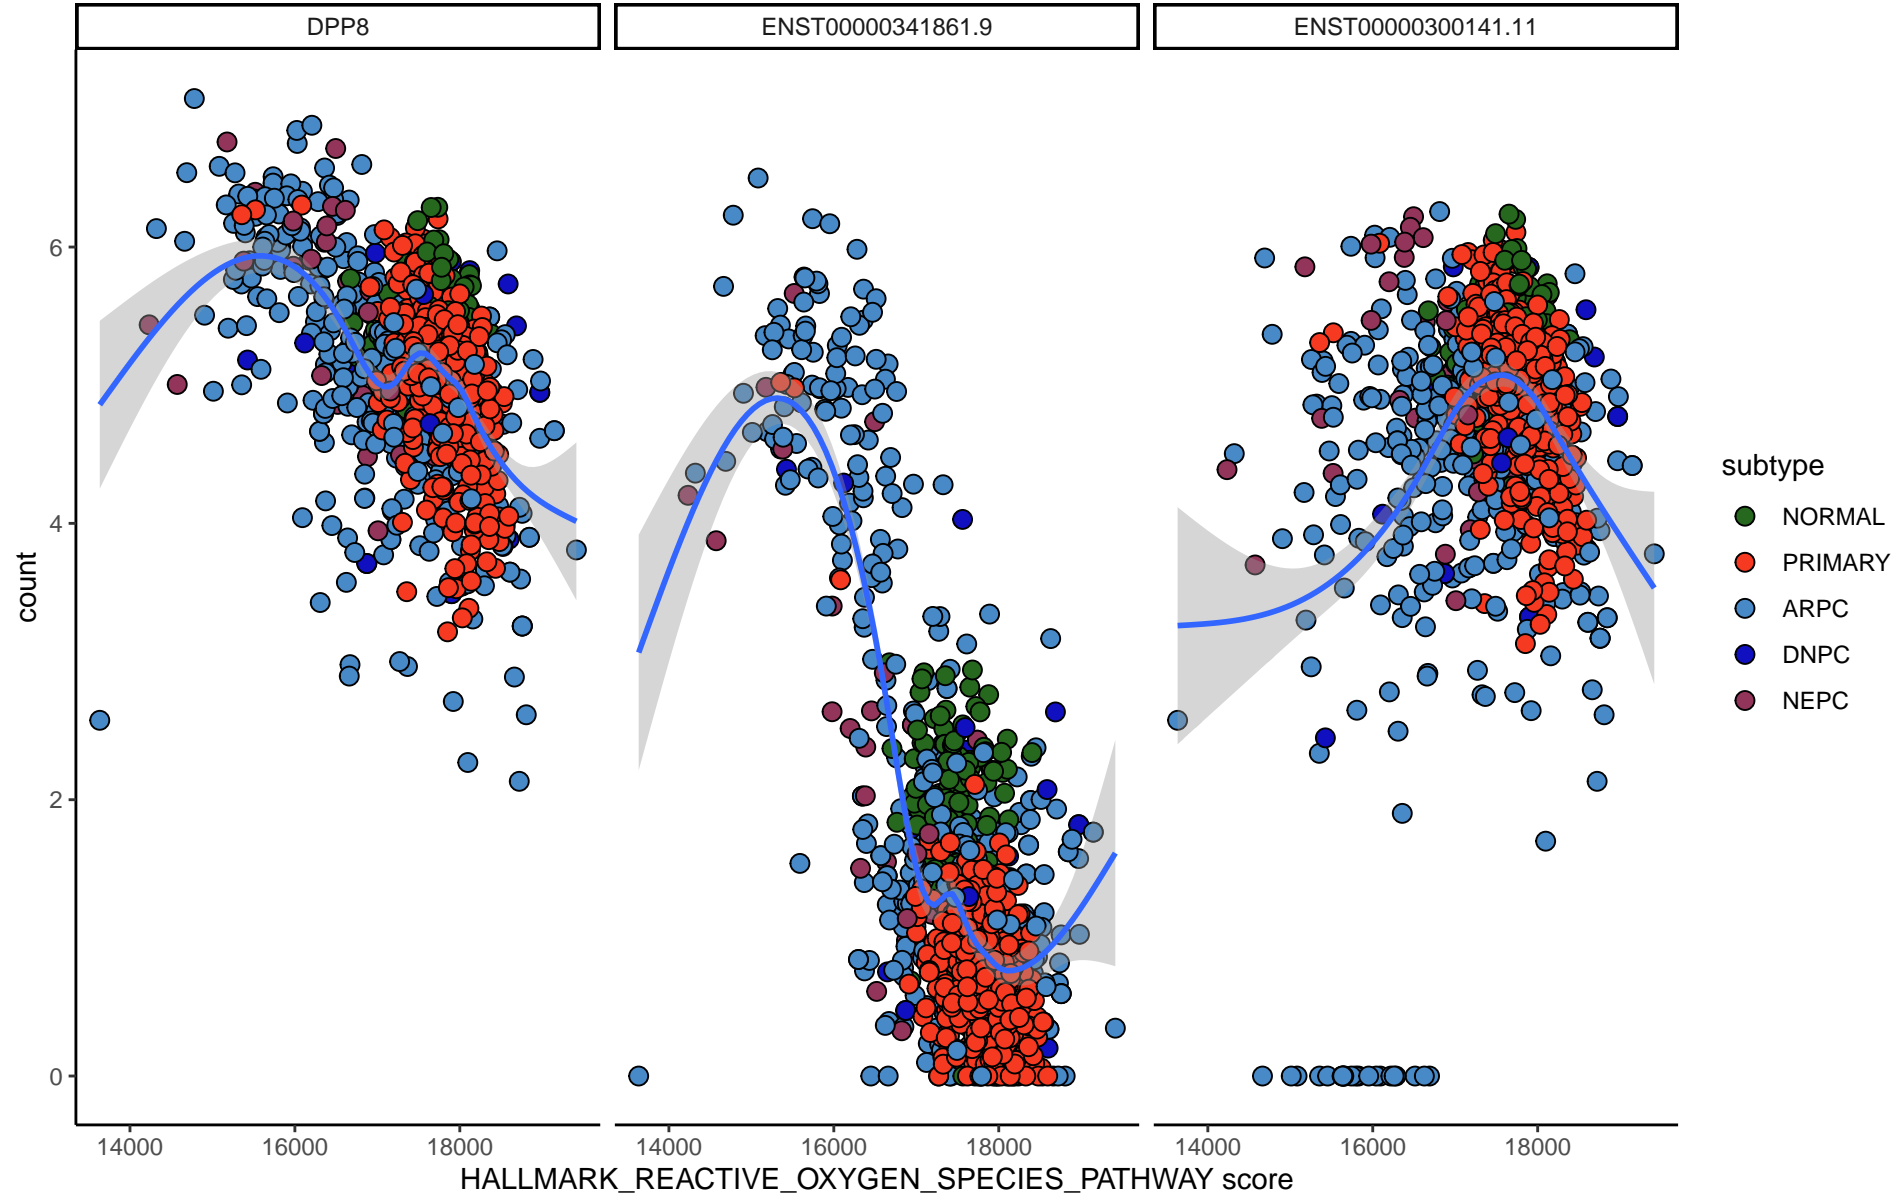 DPP8 ENST00000341861.9 ENST00000300141.11
6
4
2
0
count
14000 16000 18000 14000 16000 18000 14000 16000 18000
HALLMARK_REACTIVE_OXYGEN_SPECIES_PATHWAY score
subtype
NORMAL
PRIMARY
ARPC
DNPC
NEPC